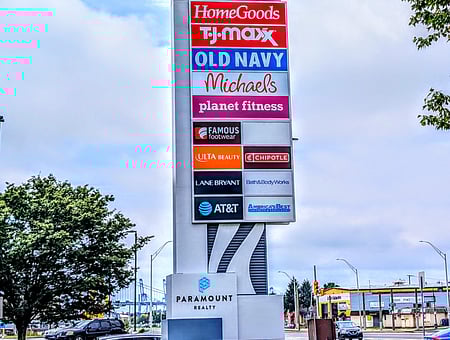 HomeGoods
T.J.maxx
OLD NAVY
Michaels
planet fitness
FAMOUS
footwear
ULTA BEAUTY
CHIPOTLE
LANE BRYANT
Bath&BodyWorks
AT&T
America's Best
PARAMOUNT
REALTY